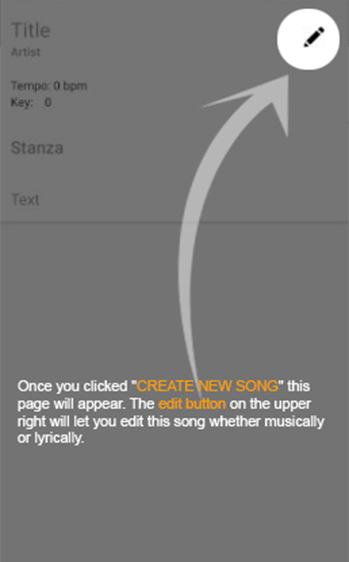 Title
Artist
Tempo: 0 bpm
Key: 0
Stanza
Text
Once you clicked "CREATE NEW SONG" this
page will appear. The edit button on the upper
right will let you edit this song whether musically
or lyrically.